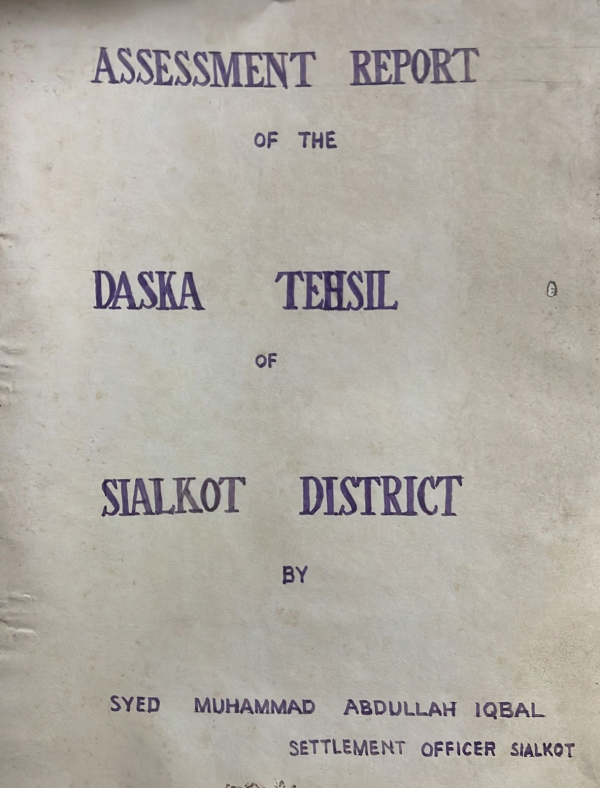 ASSESSMENT REPORT
OF THE
DASKA TEHSIL
OF
SIALKOT DISTRICT
BY
SYED MUHAMMAD ABDULLAH IQBAL
SETTLEMENT OFFICER SIALKOT